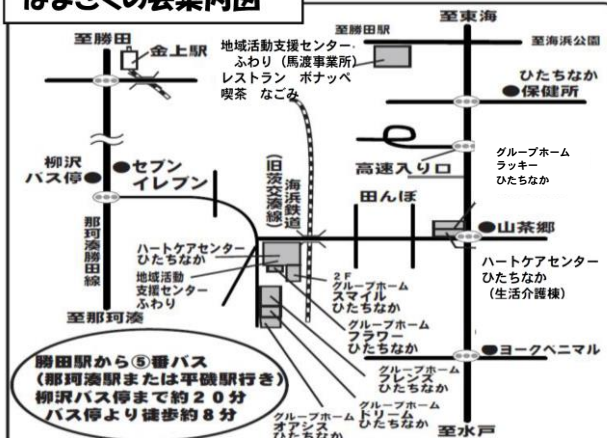 はまぎくの会案内図
至勝田
金上駅
地域活動支援センター
ふわり(馬渡事業所)
レストラン ボナッペ
喫茶 なごみ
至勝田駅
至東海
至海浜公園
ひたちなか
●保健所
高速入り口
グループホーム
ラッキー
ひたちなか
柳沢
バス停●
●セブン
イレブン
海浜鉄道
(旧茨交湊線)
田んぼ
●山茶郷
那珂湊勝田線
ハートケアセンター
ひたちなか
地域活動
支援センター
ふわり
ハートケアセンター
ひたちなか
(生活介護棟)
2F
グループホーム
スマイル
ひたちなか
至那珂湊
グループホーム
フラワー
ひたちなか
●ヨークベニマル
グループホーム
フレンズ
ひたちなか
グループホーム
ドリーム
ひたちなか
グループホーム
オアシス
ひたちなか
至水戸
勝田駅から⑤番バス
(那珂湊駅または平磯駅行き)
柳沢バス停まで約20分
バス停より徒歩約8分